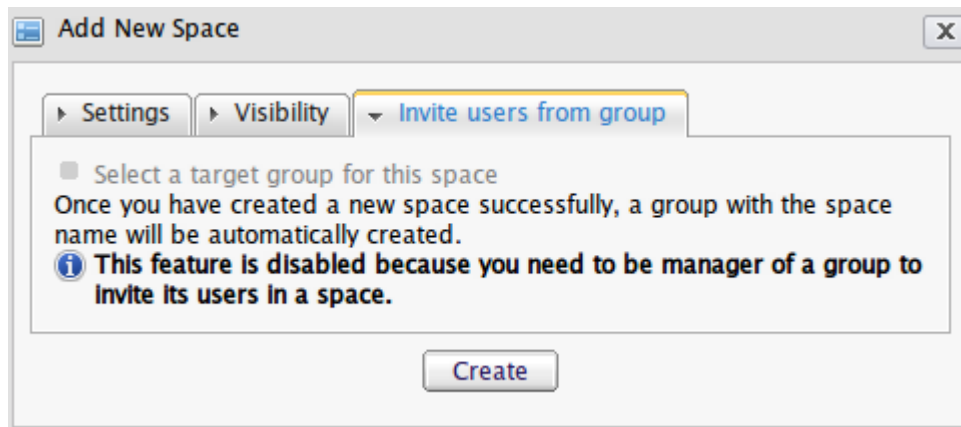 Add New Space
Settings
Visibility
Invite users from group
Select a target group for this space
Once you have created a new space successfully, a group with the space
name will be automatically created.
This feature is disabled because you need to be manager of a group to
invite its users in a space.
Create